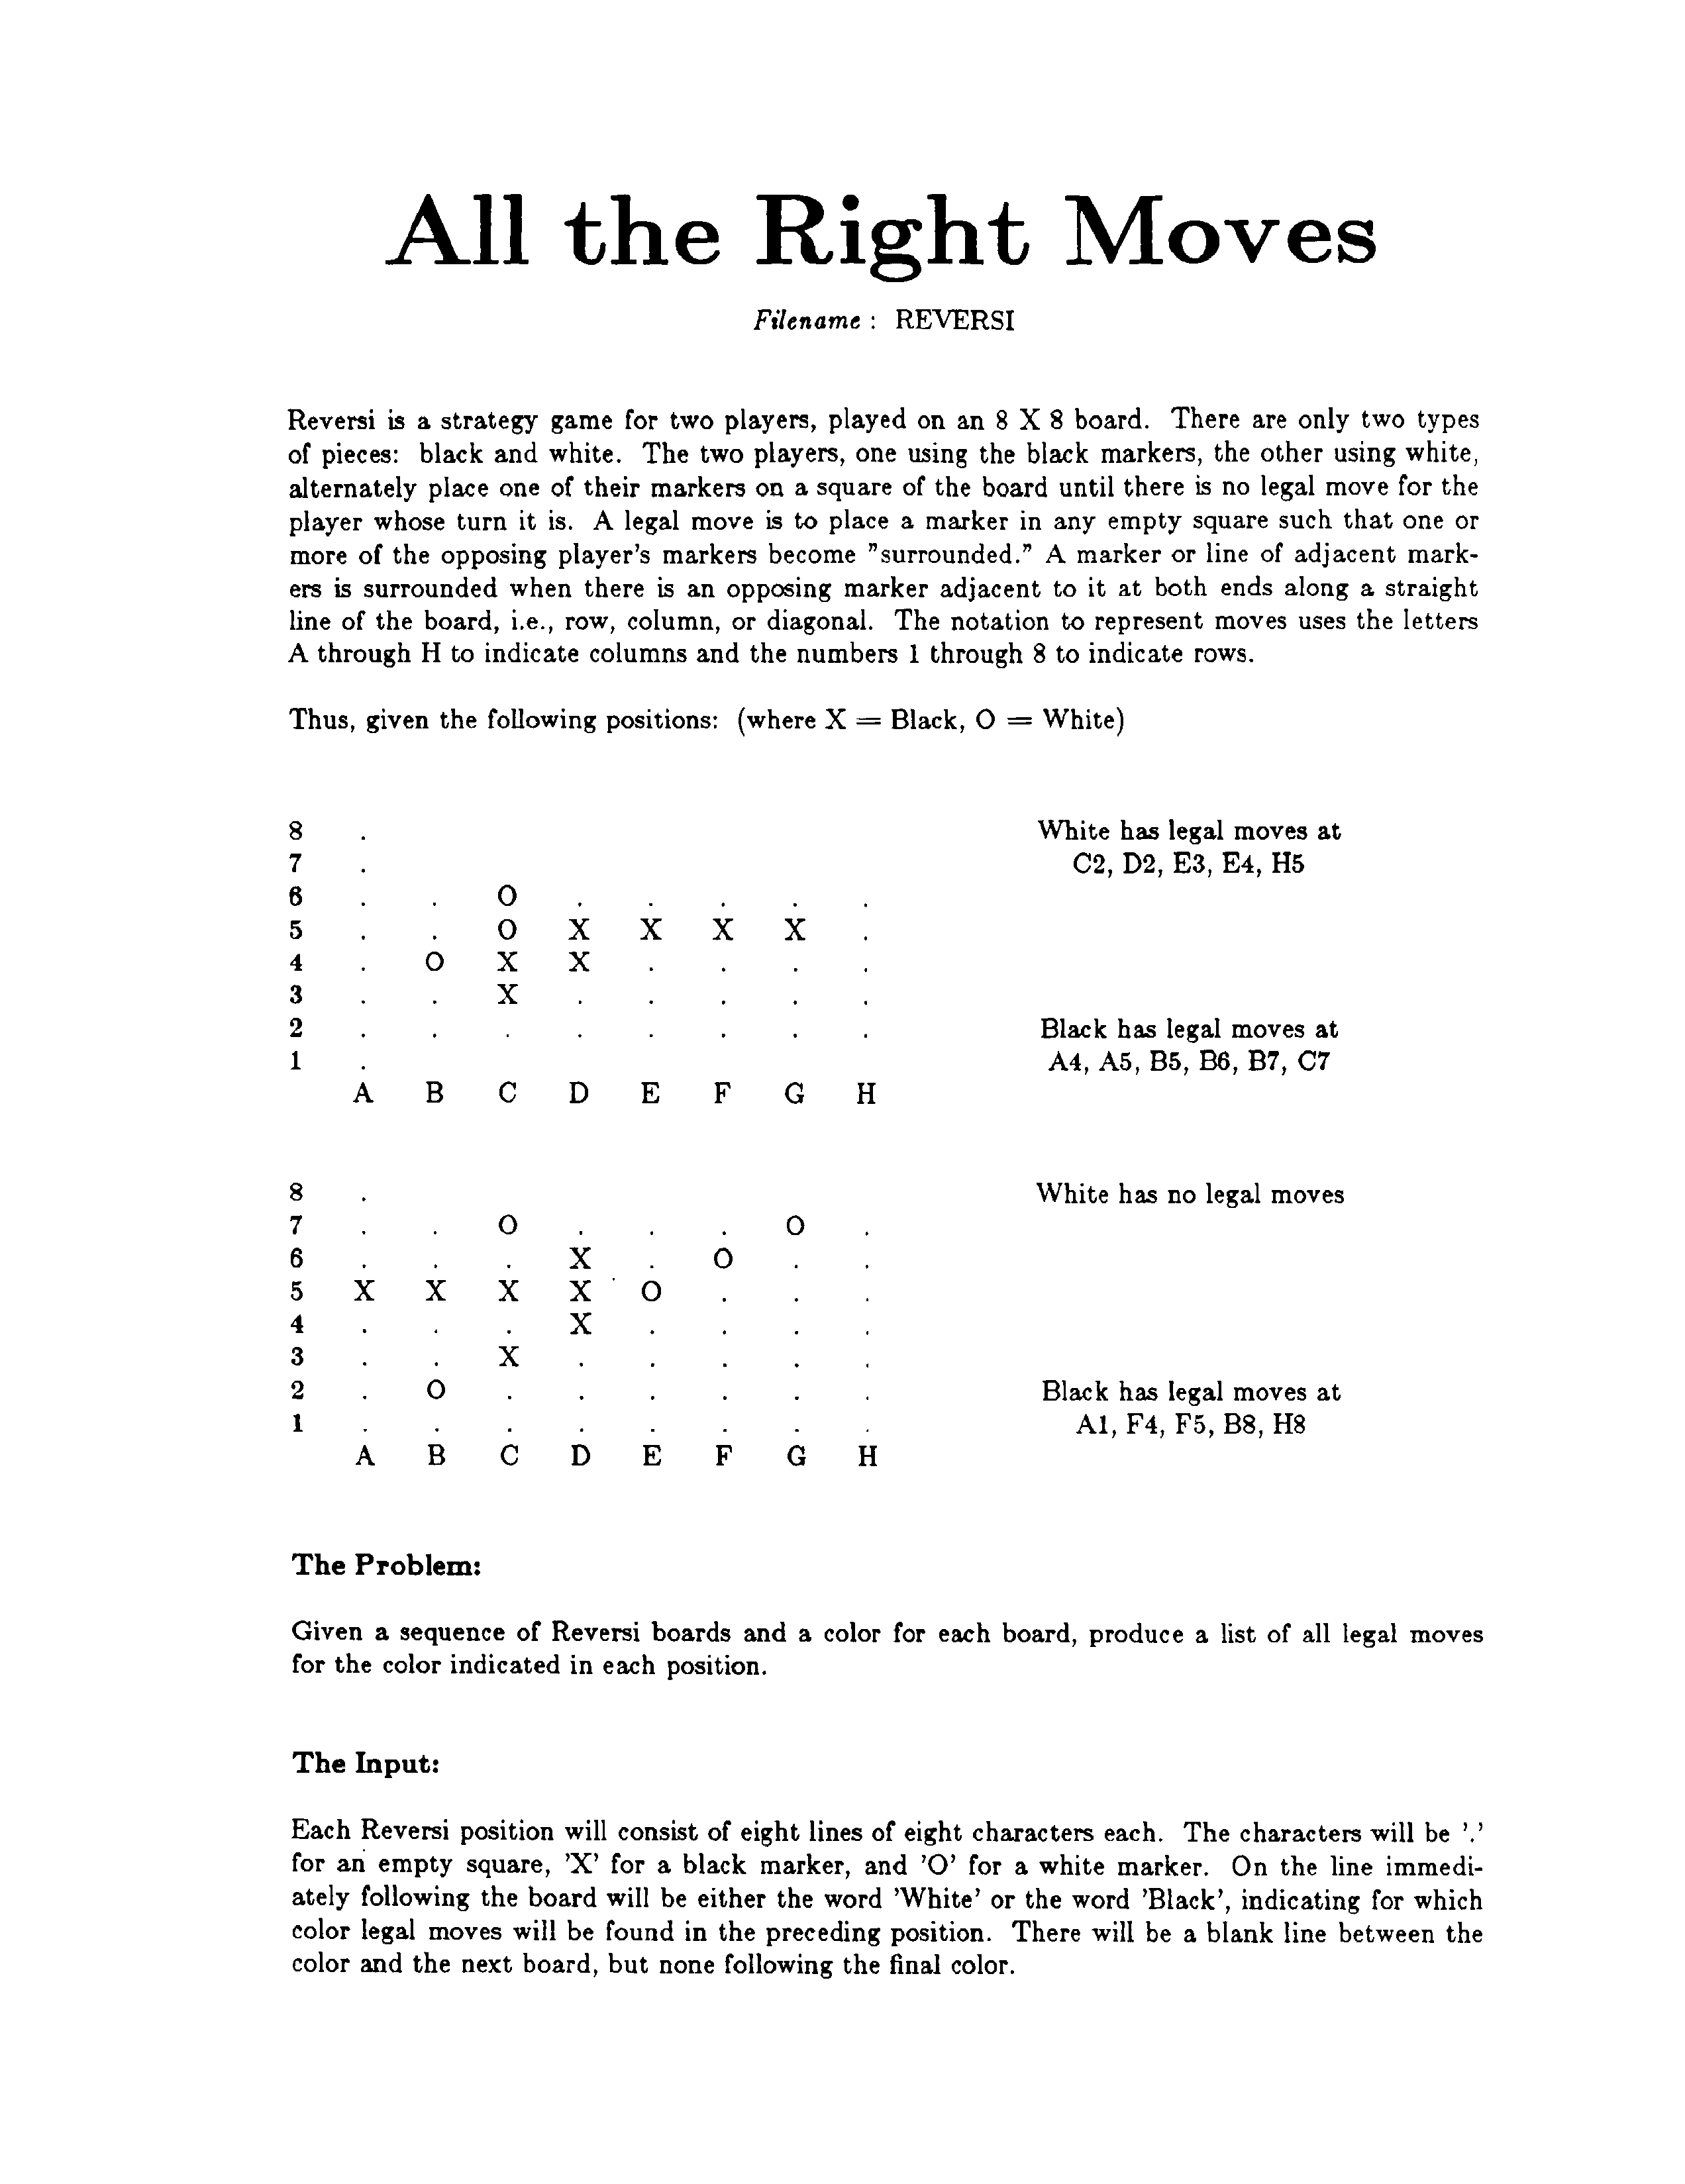 All the Right Moves
Filename : REVERSI
Reversi is a strategy game for two players, played on an 8 X 8 board. There are only two types
of pieces: black and white. The two players, one using the black markers, the other using white,
alternately place one of their markers on a square of the board until there is no legal move for the
player whose turn it is. A legal move is to place a marker in any empty square such that one or
more of the opposing player's markers become "surrounded." A marker or line of adjacent mark-
ers is surrounded when there is an opposing marker adjacent to it at both ends along a straight
line of the board, i.e., row, column, or diagonal. The notation to represent moves uses the letters
A through H to indicate columns and the numbers 1 through 8 to indicate rows.
Thus, given the following positions: (where X = Black, O = White)
8 . White has legal moves at
7 . C2, D2, E3, E4, H5
6 . . O . . . . .
5 . . O X X X X .
4 . O X X . . . .
3 . . X . . . . .
2 . . . . . . . . Black has legal moves at
1 . A4, A5, B5, B6, B7, C7
A B C D E F G H
8 . White has no legal moves
7 . . O . . . O .
6 . . . X . O . .
5 X X X X O . . .
4 . . . X . . . .
3 . . X . . . . .
2 . O . . . . . . Black has legal moves at
1 . . . . . . . . A1, F4, F5, B8, H8
A B C D E F G H
The Problem:
Given a sequence of Reversi boards and a color for each board, produce a list of all legal moves
for the color indicated in each position.
The Input:
Each Reversi position will consist of eight lines of eight characters each. The characters will be '.'
for an empty square, 'X' for a black marker, and 'O' for a white marker. On the line immedi-
ately following the board will be either the word 'White' or the word 'Black', indicating for which
color legal moves will be found in the preceding position. There will be a blank line between the
color and the next board, but none following the final color.